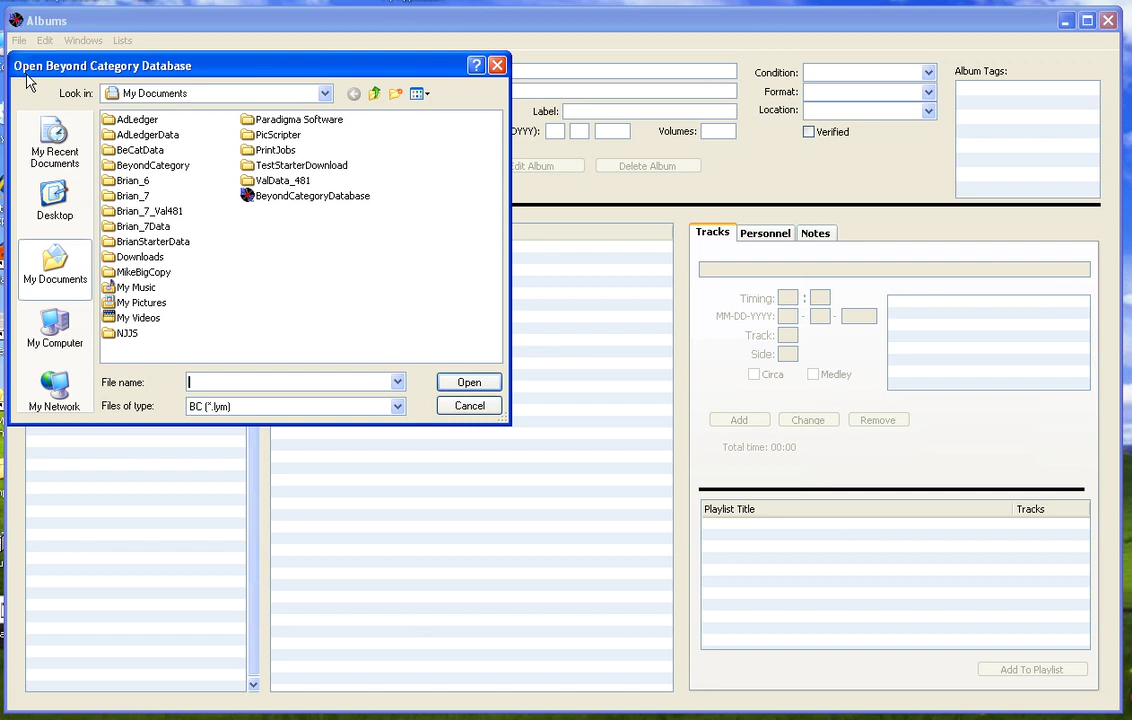 Albums
File Edit Windows Lists
Open Beyond Category Database
Look in: My Documents
My Recent Documents
Desktop
My Documents
My Computer
My Network
AdLedger
AdLedgerData
BeCatData
BeyondCategory
Brian_6
Brian_7
Brian_7_Val481
Brian_7Data
BrianStarterData
Downloads
MikeBigCopy
My Music
My Pictures
My Videos
NJJS
Paradigma Software
PicScripter
PrintJobs
TestStarterDownload
ValData_481
BeyondCategoryDatabase
File name: Open
Files of type: BC (*.lym) Cancel
Label:
DYYY): Volumes:
Edit Album Delete Album
Condition:
Format:
Location:
Verified
Album Tags:
Tracks Personnel Notes
Timing: :
MM-DD-YYYY: - -
Track:
Side:
Circa Medley
Add Change Remove
Total time: 00:00
Playlist Title Tracks
Add To Playlist